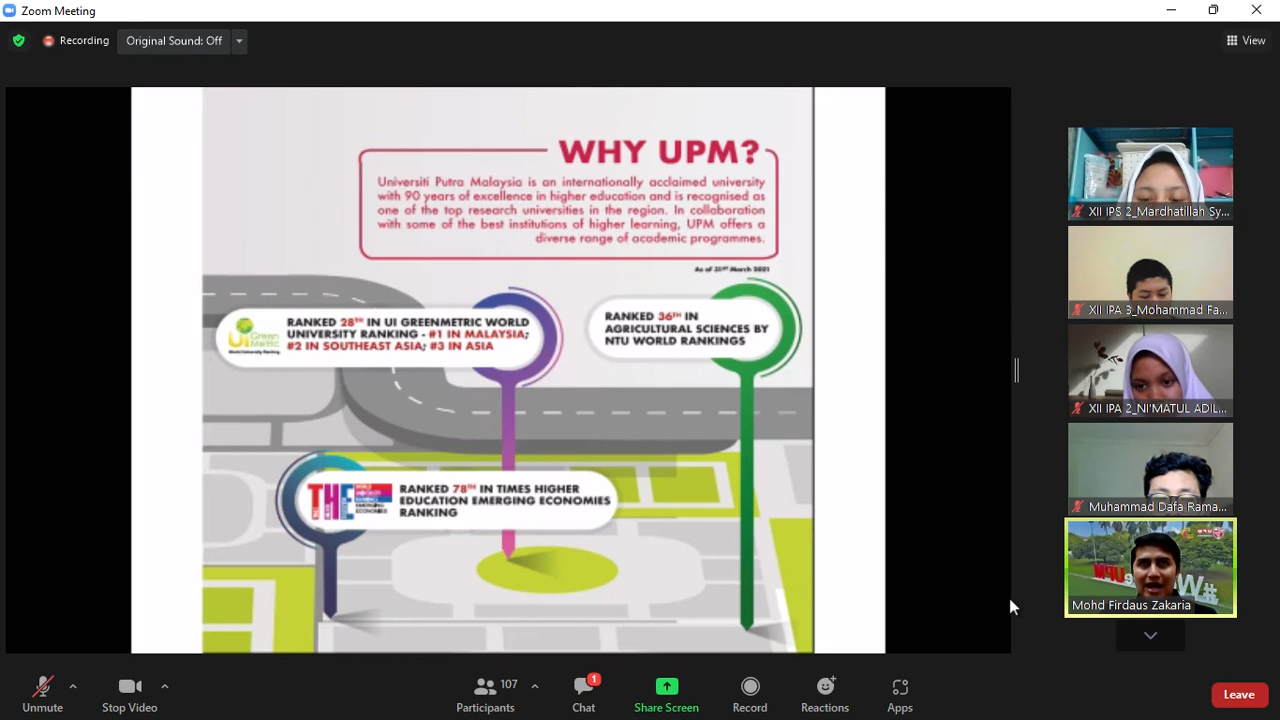 Zoom Meeting
Recording
Original Sound: Off
View
WHY UPM?
Universiti Putra Malaysia is an internationally acclaimed university
with 90 years of excellence in higher education and is recognised as
one of the top research universities in the region. In collaboration
with some of the best institutions of higher learning, UPM offers a
diverse range of academic programmes.
As of 31ST March 2021
UI Green
Metric
World University Ranking
RANKED 28TH IN UI GREENMETRIC WORLD
UNIVERSITY RANKING - #1 IN MALAYSIA;
#2 IN SOUTHEAST ASIA; #3 IN ASIA
RANKED 36TH IN
AGRICULTURAL SCIENCES BY
NTU WORLD RANKINGS
THE
RANKED 78TH IN TIMES HIGHER
EDUCATION EMERGING ECONOMIES
RANKING
XII IPS 2_Mardhatillah Sy...
XII IPA 3_Mohammad Fa...
XII IPA 2_NI'MATUL ADIL...
Muhammad Dafa Rama...
Mohd Firdaus Zakaria
Unmute
Stop Video
107
Participants
1
Chat
Share Screen
Record
Reactions
Apps
Leave